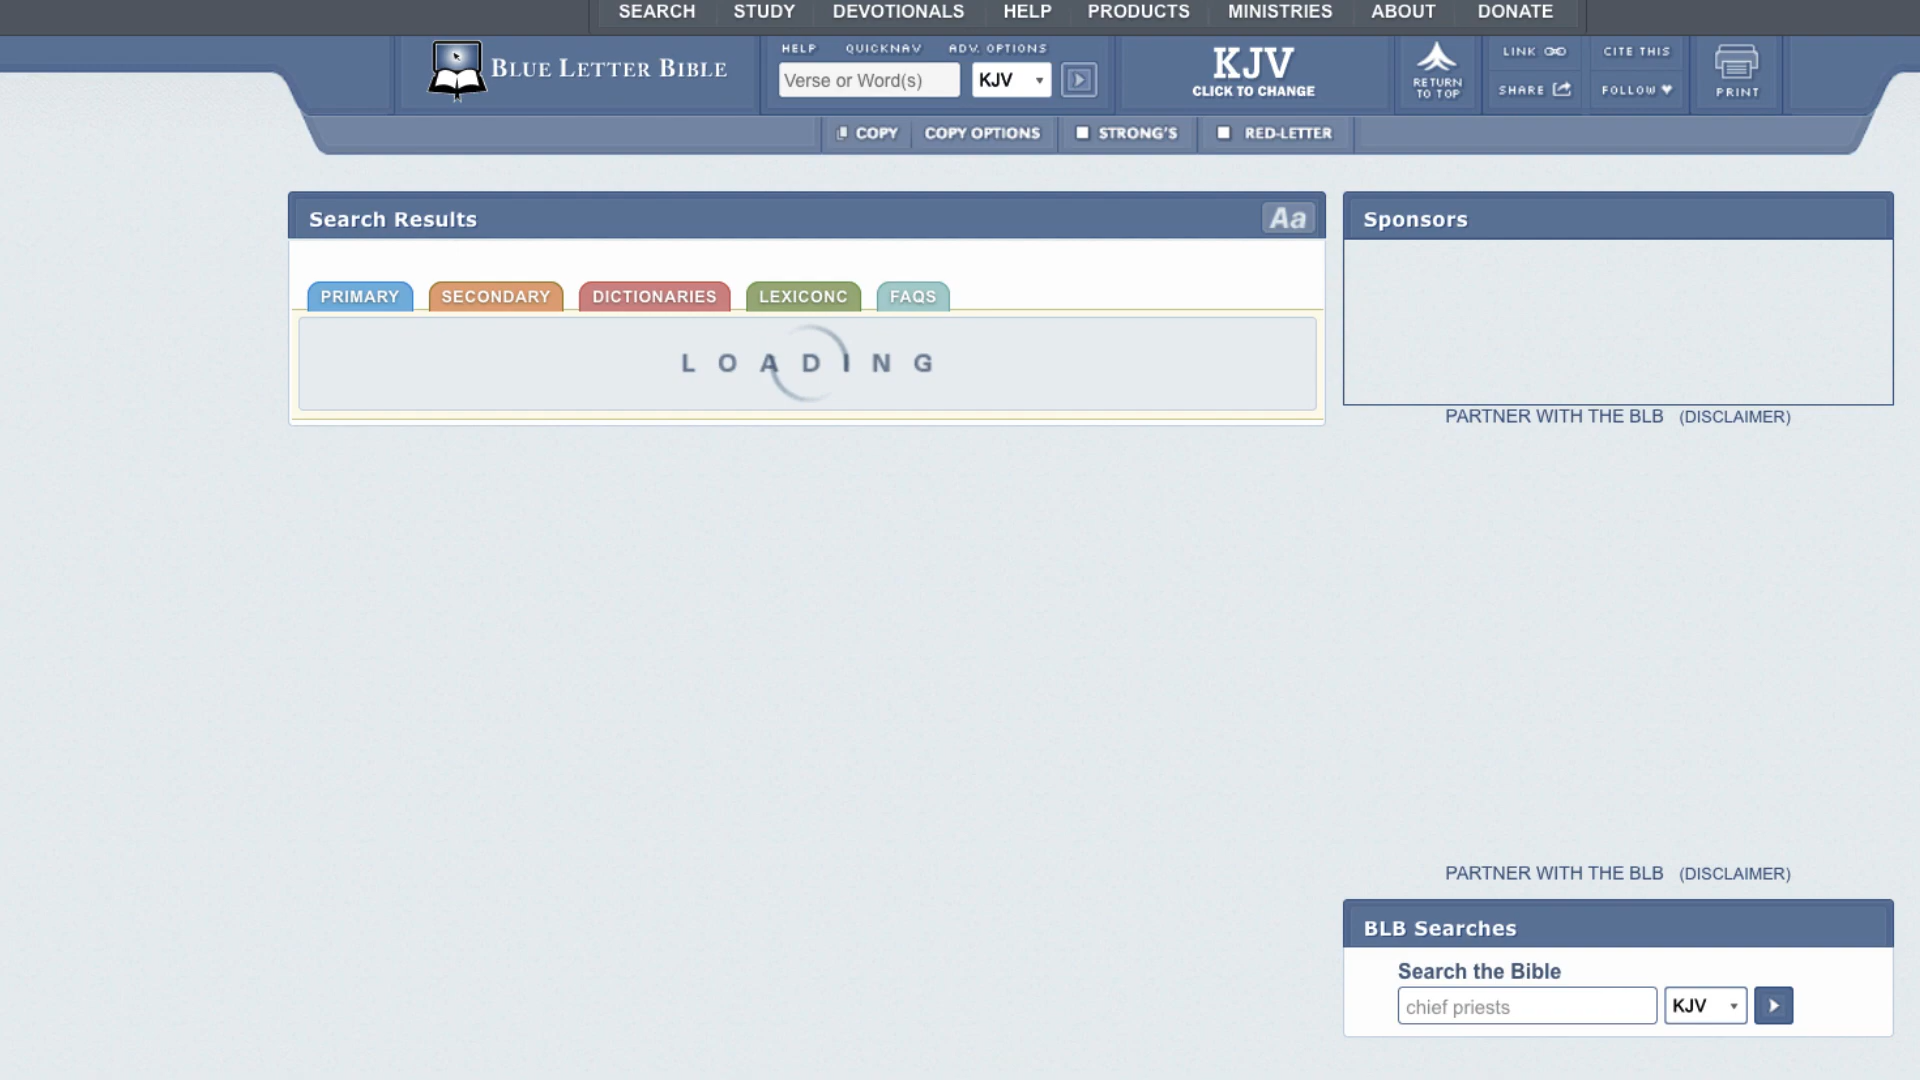 SEARCH STUDY DEVOTIONALS HELP PRODUCTS MINISTRIES ABOUT DONATE
BLUE LETTER BIBLE
HELP QUICKNAV ADV. OPTIONS
Verse or Word(s) KJV
KJV
CLICK TO CHANGE
RETURN
TO TOP
LINK CITE THIS
SHARE FOLLOW
PRINT
COPY COPY OPTIONS STRONG'S RED-LETTER
Search Results Aa
PRIMARY SECONDARY DICTIONARIES LEXICONC FAQS
LOADING
Sponsors
PARTNER WITH THE BLB (DISCLAIMER)
PARTNER WITH THE BLB (DISCLAIMER)
BLB Searches
Search the Bible
chief priests KJV